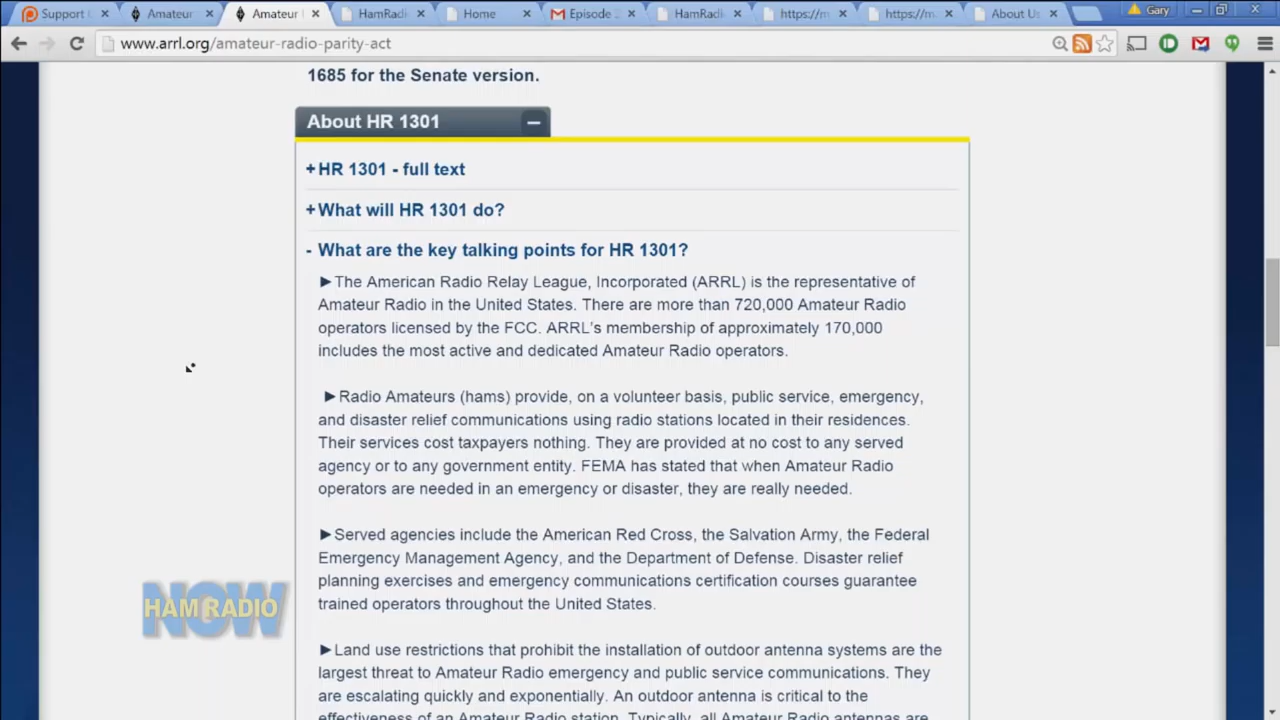 Support
Amateur
Amateur
HamRadio
Home
Episode 2
HamRadio
https://m
https://m
About Us
Gary
www.arrl.org/amateur-radio-parity-act
1685 for the Senate version.
About HR 1301
+HR 1301 - full text
+What will HR 1301 do?
- What are the key talking points for HR 1301?
►The American Radio Relay League, Incorporated (ARRL) is the representative of
Amateur Radio in the United States. There are more than 720,000 Amateur Radio
operators licensed by the FCC. ARRL's membership of approximately 170,000
includes the most active and dedicated Amateur Radio operators.
►Radio Amateurs (hams) provide, on a volunteer basis, public service, emergency,
and disaster relief communications using radio stations located in their residences.
Their services cost taxpayers nothing. They are provided at no cost to any served
agency or to any government entity. FEMA has stated that when Amateur Radio
operators are needed in an emergency or disaster, they are really needed.
►Served agencies include the American Red Cross, the Salvation Army, the Federal
Emergency Management Agency, and the Department of Defense. Disaster relief
planning exercises and emergency communications certification courses guarantee
trained operators throughout the United States.
NOW
HAM RADIO
►Land use restrictions that prohibit the installation of outdoor antenna systems are the
largest threat to Amateur Radio emergency and public service communications. They
are escalating quickly and exponentially. An outdoor antenna is critical to the
effectiveness of an Amateur Radio station. Typically, all Amateur Radio antennas are